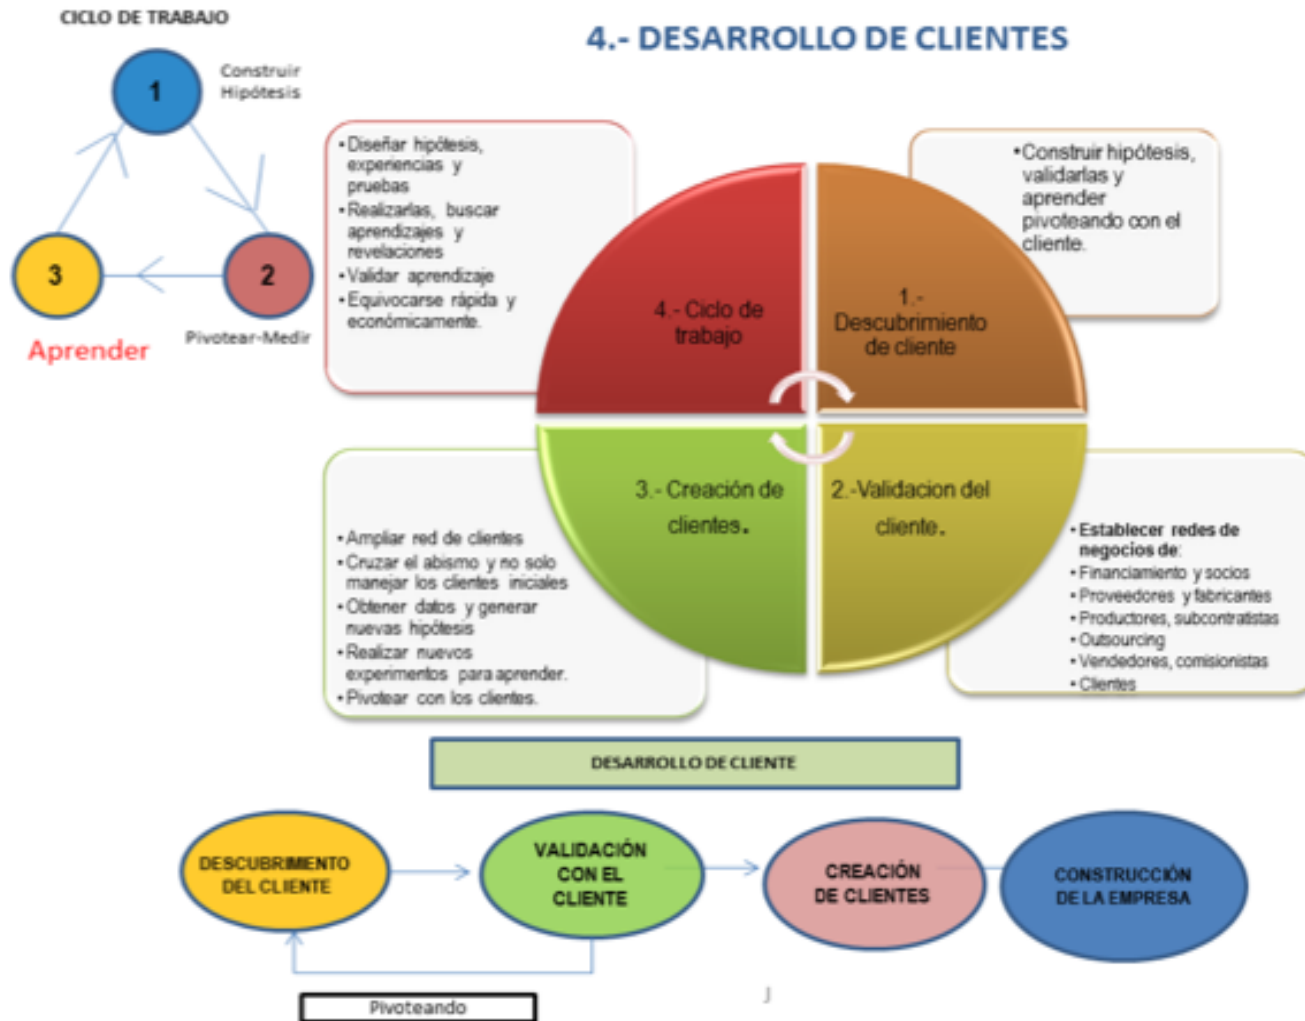 CICLO DE TRABAJO
4.- DESARROLLO DE CLIENTES
1
Construir
Hipótesis
3
2
Aprender
Pivotear-Medir
• Diseñar hipótesis,
experiencias y
pruebas
• Realizarlas, buscar
aprendizajes y
revelaciones
• Validar aprendizaje
• Equivocarse rápida y
económicamente.
• Construir hipótesis,
validarlas y
aprender
pivoteando con el
cliente.
4.- Ciclo de
trabajo
1.-
Descubrimiento
de cliente
3.- Creación de
clientes.
2.-Validacion del
cliente.
• Ampliar red de clientes
• Cruzar el abismo y no solo
manejar los clientes iniciales
• Obtener datos y generar
nuevas hipótesis
• Realizar nuevos
experimentos para aprender.
• Pivotear con los clientes.
• Establecer redes de
negocios de:
• Financiamiento y socios
• Proveedores y fabricantes
• Productores, subcontratistas
• Outsourcing
• Vendedores, comisionistas
• Clientes
DESARROLLO DE CLIENTE
DESCUBRIMIENTO
DEL CLIENTE
VALIDACIÓN
CON EL
CLIENTE
CREACIÓN
DE CLIENTES
CONSTRUCCIÓN
DE LA EMPRESA
Pivoteando
J